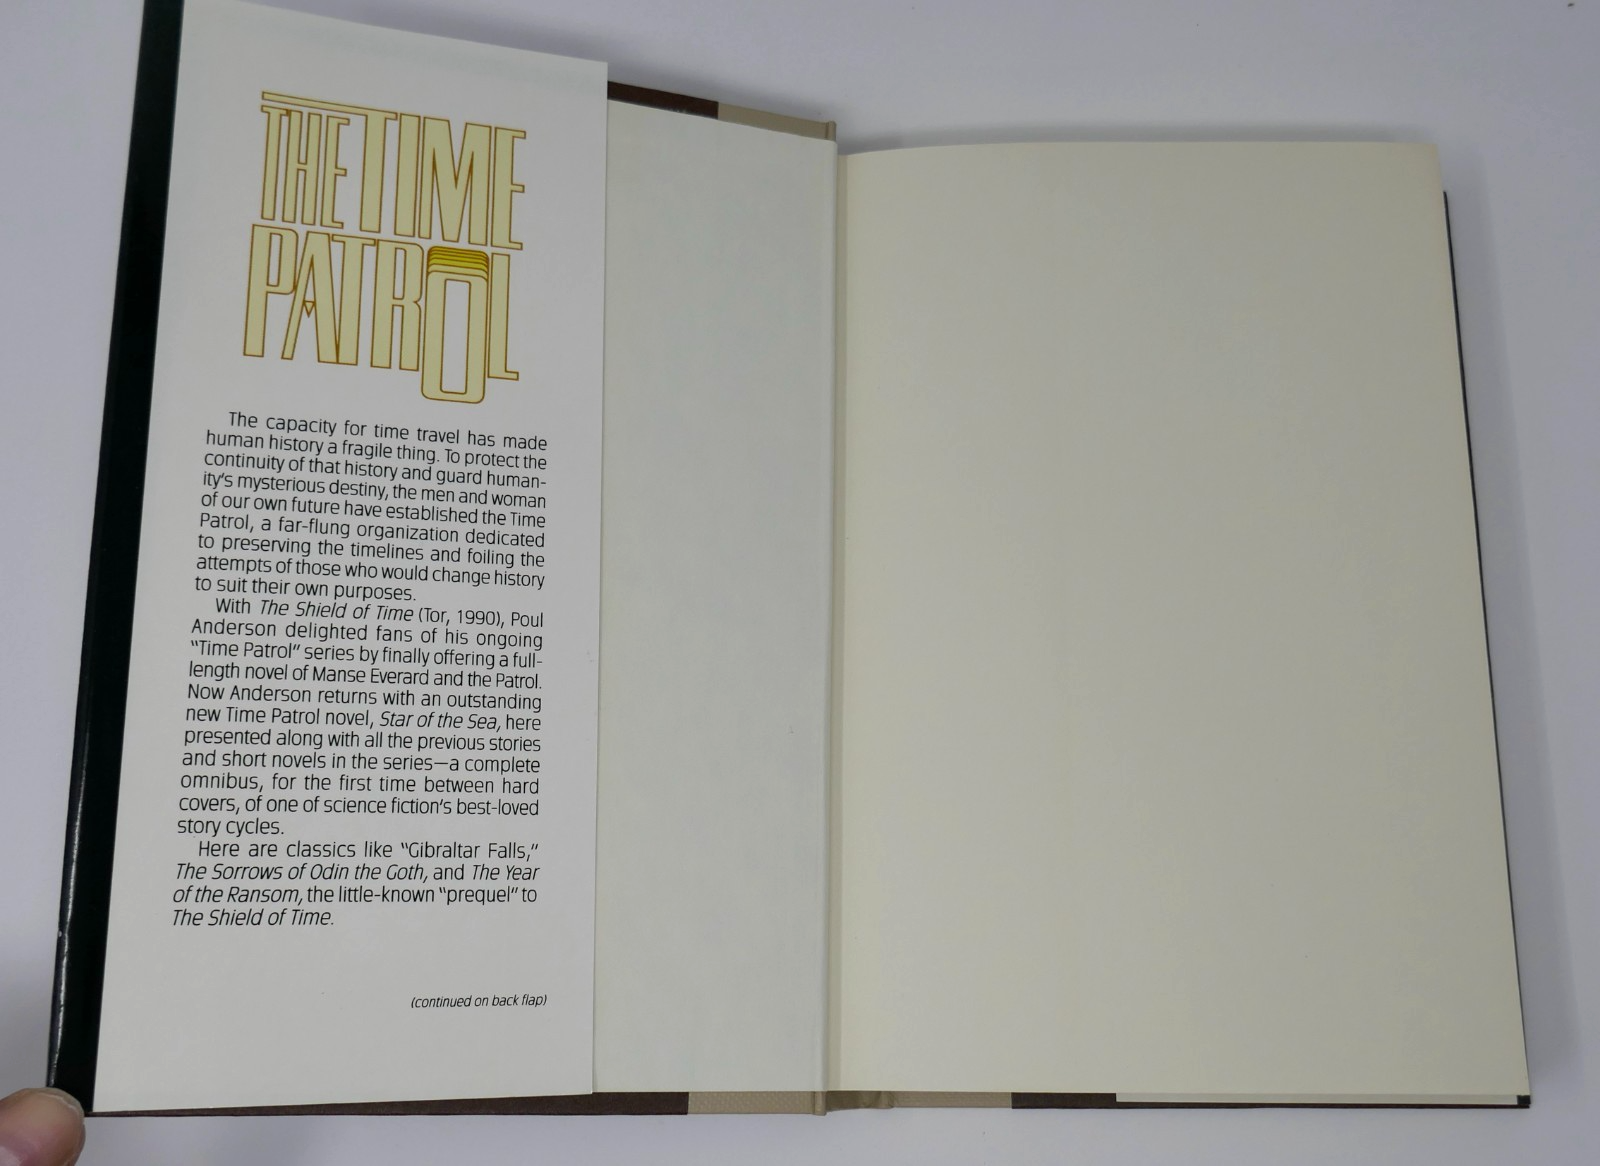 THE TIME
PATROL
The capacity for time travel has made
human history a fragile thing. To protect the
continuity of that history and guard human-
ity's mysterious destiny, the men and woman
of our own future have established the Time
Patrol, a far-flung organization dedicated
to preserving the timelines and foiling the
attempts of those who would change history
to suit their own purposes.
With The Shield of Time (Tor, 1990), Poul
Anderson delighted fans of his ongoing
"Time Patrol" series by finally offering a full-
length novel of Manse Everard and the Patrol.
Now Anderson returns with an outstanding
new Time Patrol novel, Star of the Sea, here
presented along with all the previous stories
and short novels in the series—a complete
omnibus, for the first time between hard
covers, of one of science fiction's best-loved
story cycles.
Here are classics like "Gibraltar Falls,"
The Sorrows of Odin the Goth, and The Year
of the Ransom, the little-known "prequel" to
The Shield of Time.
(continued on back flap)